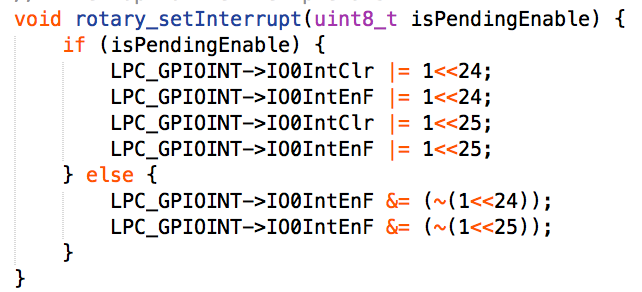 void rotary_setInterrupt(uint8_t isPendingEnable) {
    if (isPendingEnable) {
        LPC_GPIOINT->IO0IntClr |= 1<<24;
        LPC_GPIOINT->IO0IntEnF |= 1<<24;
        LPC_GPIOINT->IO0IntClr |= 1<<25;
        LPC_GPIOINT->IO0IntEnF |= 1<<25;
    } else {
        LPC_GPIOINT->IO0IntEnF &= (~(1<<24));
        LPC_GPIOINT->IO0IntEnF &= (~(1<<25));
    }
}